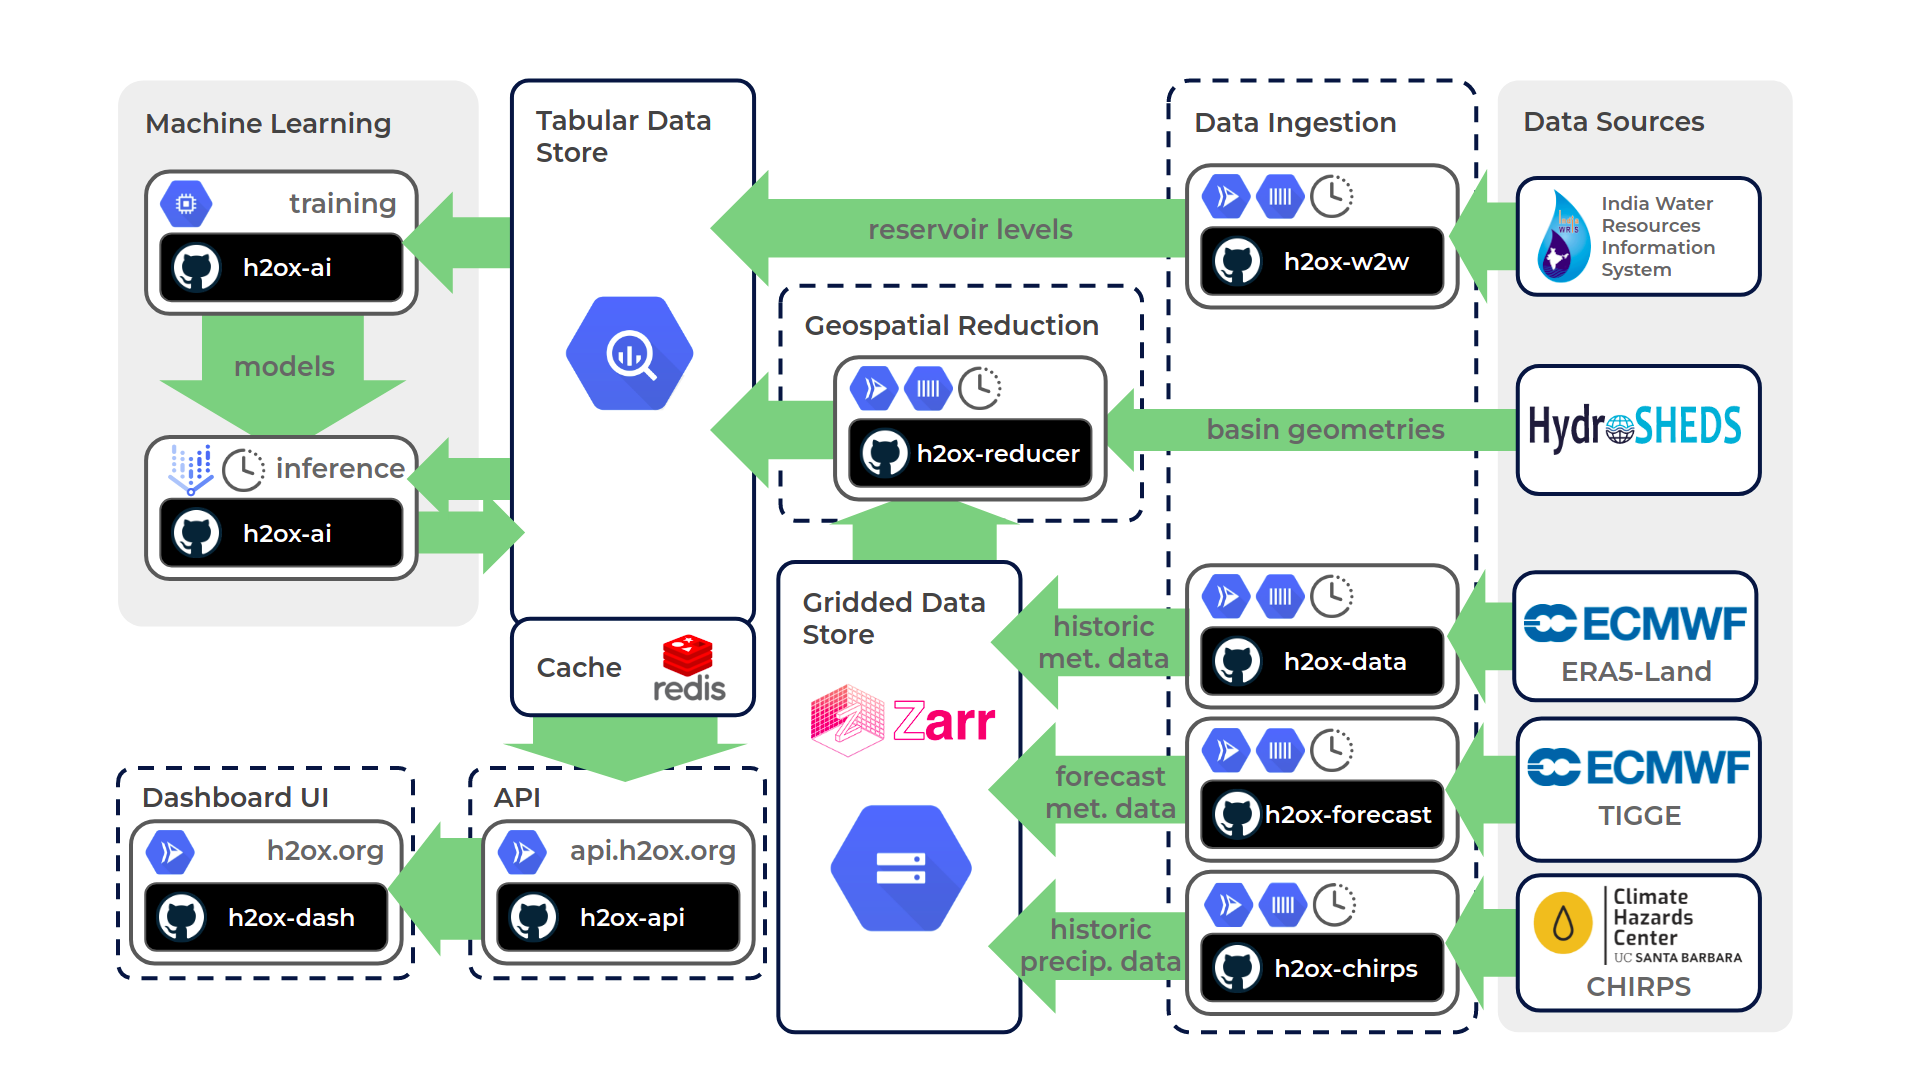 Machine Learning
training
h2ox-ai
models
inference
h2ox-ai
Tabular Data
Store
Cache
redis
reservoir levels
Geospatial Reduction
h2ox-reducer
basin geometries
Gridded Data
Store
Zarr
historic
met. data
forecast
met. data
historic
precip. data
Data Ingestion
h2ox-w2w
h2ox-data
h2ox-forecast
h2ox-chirps
Data Sources
India Water
Resources
Information
System
HydroSHEDS
ECMWF
ERA5-Land
ECMWF
TIGGE
Climate
Hazards
Center
UC SANTA BARBARA
CHIRPS
Dashboard UI
h2ox.org
h2ox-dash
API
api.h2ox.org
h2ox-api